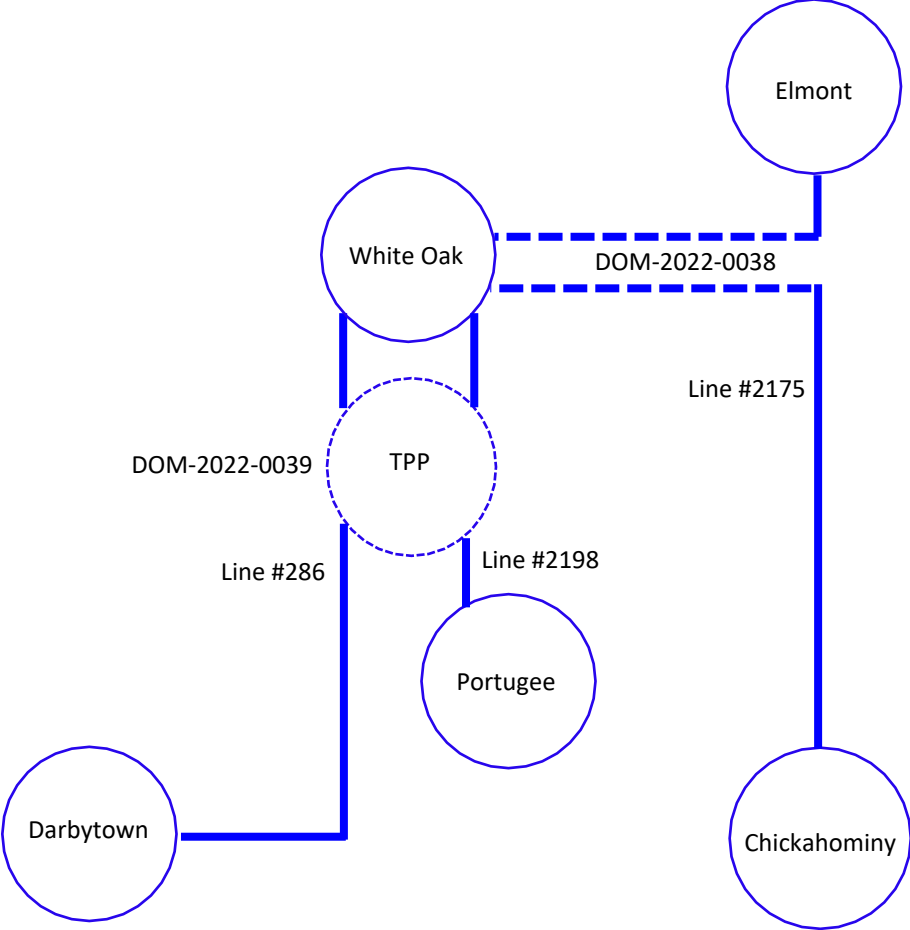 Elmont
White Oak
DOM-2022-0038
Line #2175
TPP
DOM-2022-0039
Line #2198
Line #286
Portugee
Darbytown
Chickahominy